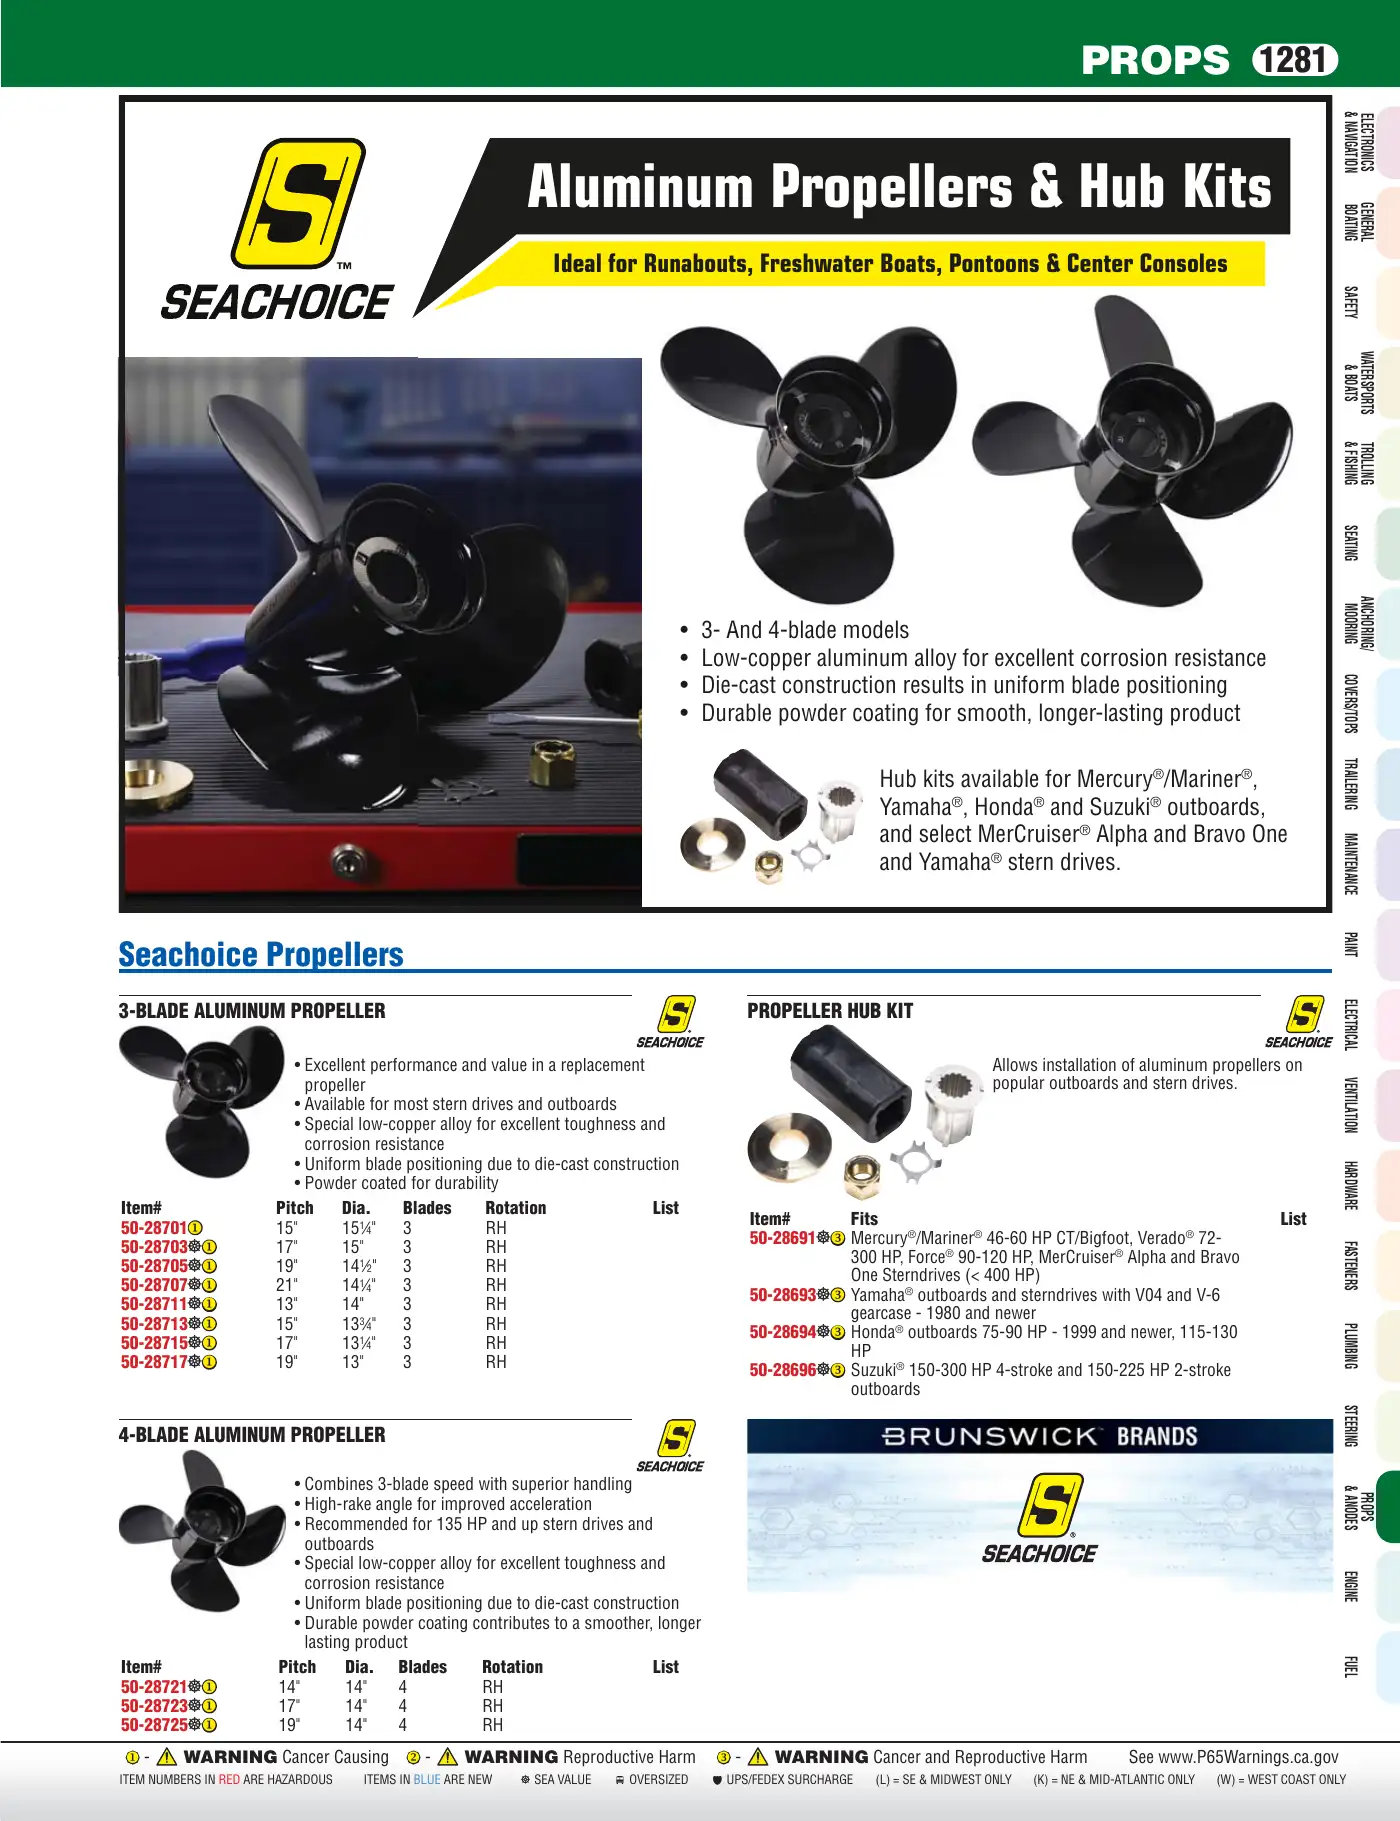 PROPS 1281
SEACHOICE™
Aluminum Propellers & Hub Kits
Ideal for Runabouts, Freshwater Boats, Pontoons & Center Consoles
• 3- And 4-blade models
• Low-copper aluminum alloy for excellent corrosion resistance
• Die-cast construction results in uniform blade positioning
• Durable powder coating for smooth, longer-lasting product
Hub kits available for Mercury®/Mariner®,
Yamaha®, Honda® and Suzuki® outboards,
and select MerCruiser® Alpha and Bravo One
and Yamaha® stern drives.
Seachoice Propellers
3-BLADE ALUMINUM PROPELLER
SEACHOICE
• Excellent performance and value in a replacement
propeller
• Available for most stern drives and outboards
• Special low-copper alloy for excellent toughness and
corrosion resistance
• Uniform blade positioning due to die-cast construction
• Powder coated for durability
Item# Pitch Dia. Blades Rotation List
50-28701 ① 15" 15¼" 3 RH
50-28703 ① 17" 15" 3 RH
50-28705 ① 19" 14½" 3 RH
50-28707 ① 21" 14¼" 3 RH
50-28711 ① 13" 14" 3 RH
50-28713 ① 15" 13¾" 3 RH
50-28715 ① 17" 13¼" 3 RH
50-28717 ① 19" 13" 3 RH
4-BLADE ALUMINUM PROPELLER
SEACHOICE
• Combines 3-blade speed with superior handling
• High-rake angle for improved acceleration
• Recommended for 135 HP and up stern drives and
outboards
• Special low-copper alloy for excellent toughness and
corrosion resistance
• Uniform blade positioning due to die-cast construction
• Durable powder coating contributes to a smoother, longer
lasting product
Item# Pitch Dia. Blades Rotation List
50-28721 ① 14" 14" 4 RH
50-28723 ① 17" 14" 4 RH
50-28725 ① 19" 14" 4 RH
PROPELLER HUB KIT
SEACHOICE
Allows installation of aluminum propellers on
popular outboards and stern drives.
Item# Fits List
50-28691 ③ Mercury®/Mariner® 46-60 HP CT/Bigfoot, Verado® 72-
300 HP, Force® 90-120 HP, MerCruiser® Alpha and Bravo
One Sterndrives (< 400 HP)
50-28693 ③ Yamaha® outboards and sterndrives with V04 and V-6
gearcase - 1980 and newer
50-28694 ③ Honda® outboards 75-90 HP - 1999 and newer, 115-130
HP
50-28696 ③ Suzuki® 150-300 HP 4-stroke and 150-225 HP 2-stroke
outboards
BRUNSWICK™ BRANDS
SEACHOICE®
① - WARNING Cancer Causing ② - WARNING Reproductive Harm ③ - WARNING Cancer and Reproductive Harm See www.P65Warnings.ca.gov
ITEM NUMBERS IN RED ARE HAZARDOUS ITEMS IN BLUE ARE NEW SEA VALUE OVERSIZED UPS/FEDEX SURCHARGE (L) = SE & MIDWEST ONLY (K) = NE & MID-ATLANTIC ONLY (W) = WEST COAST ONLY
ELECTRONICS
& NAVIGATION
GENERAL
BOATING
SAFETY
WATERSPORTS
& BOATS
TROLLING
& FISHING
SEATING
ANCHORING/
MOORING
COVERS/TOPS
TRAILERING
MAINTENANCE
PAINT
ELECTRICAL
VENTILATION
HARDWARE
FASTENERS
PLUMBING
STEERING
PROPS
& ANODES
ENGINE
FUEL